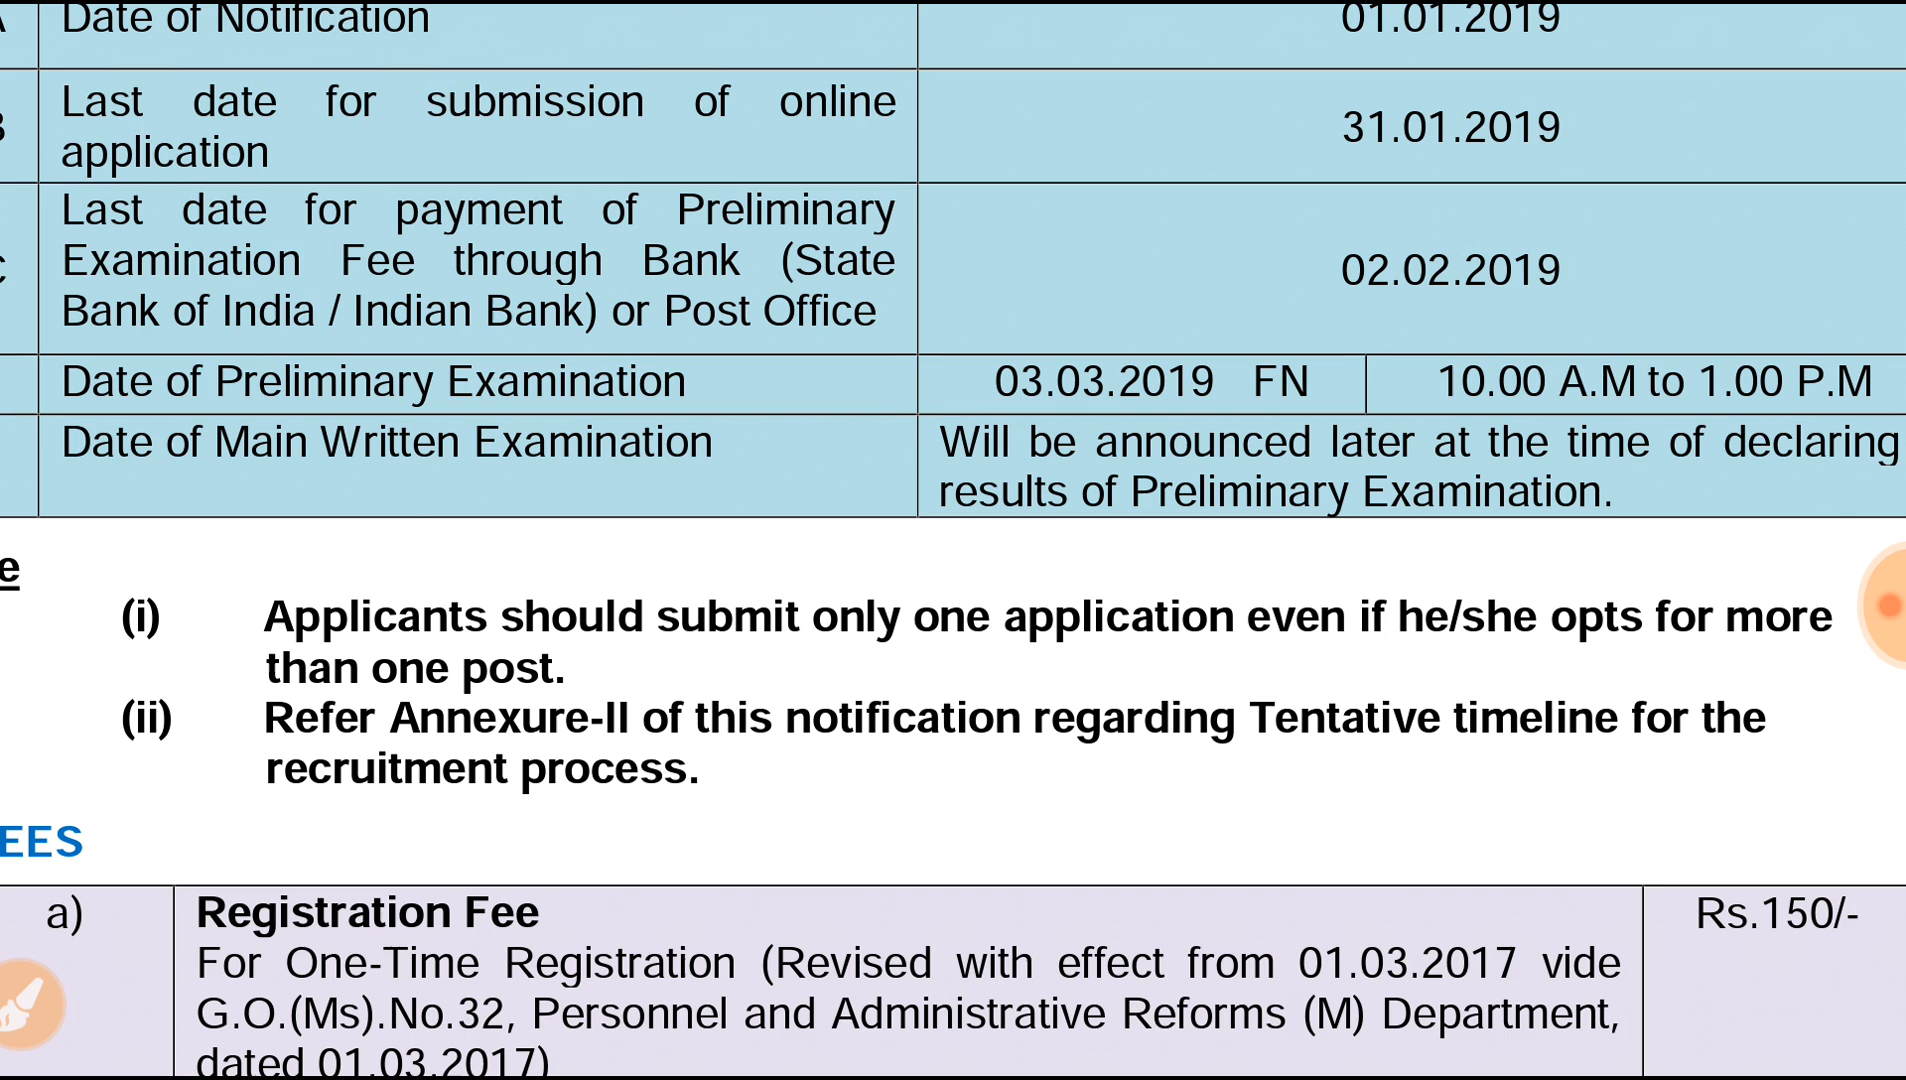 A Date of Notification 01.01.2019
B Last date for submission of online
application 31.01.2019
C Last date for payment of Preliminary
Examination Fee through Bank (State
Bank of India / Indian Bank) or Post Office 02.02.2019
Date of Preliminary Examination 03.03.2019 FN 10.00 A.M to 1.00 P.M
Date of Main Written Examination Will be announced later at the time of declaring
results of Preliminary Examination.
e
(i) Applicants should submit only one application even if he/she opts for more
than one post.
(ii) Refer Annexure-II of this notification regarding Tentative timeline for the
recruitment process.
EES
a) Registration Fee Rs.150/-
For One-Time Registration (Revised with effect from 01.03.2017 vide
G.O.(Ms).No.32, Personnel and Administrative Reforms (M) Department,
dated 01.03.2017)